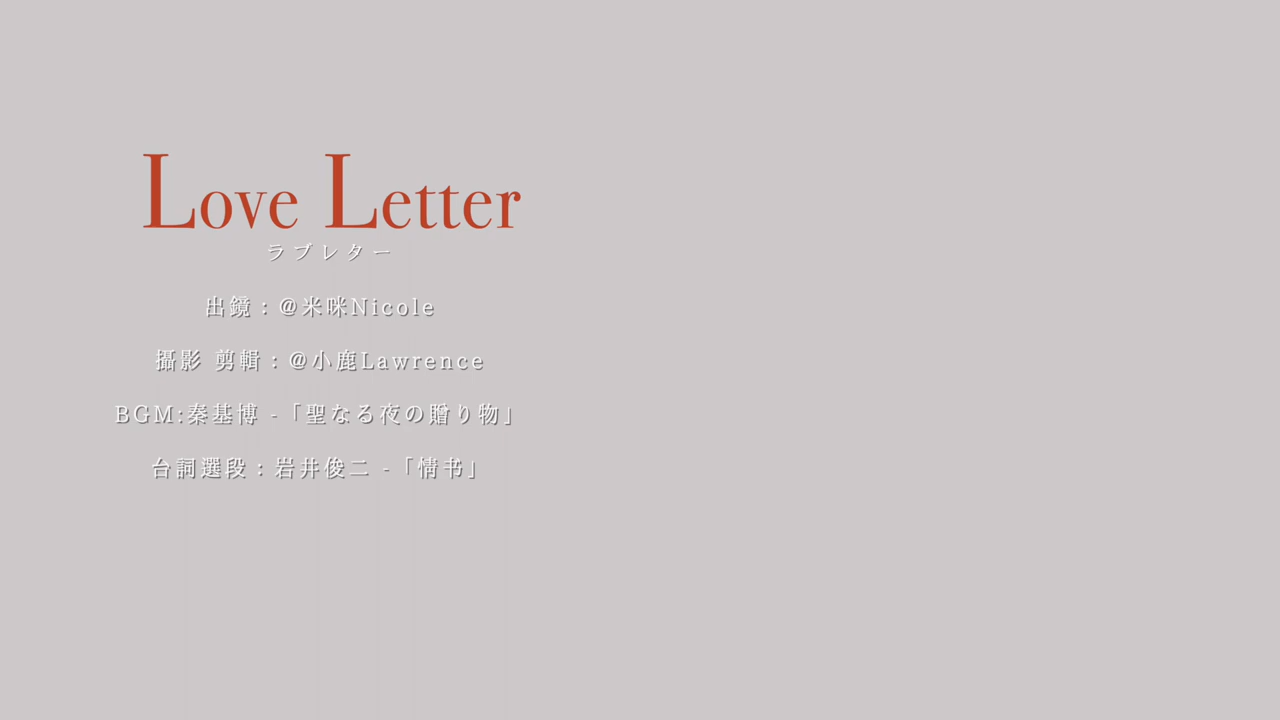 Love Letter
ラブレター
出鏡：@米咪Nicole
攝影 剪輯：@小鹿Lawrence
BGM:秦基博 -「聖なる夜の贈り物」
台詞選段：岩井俊二 -「情书」